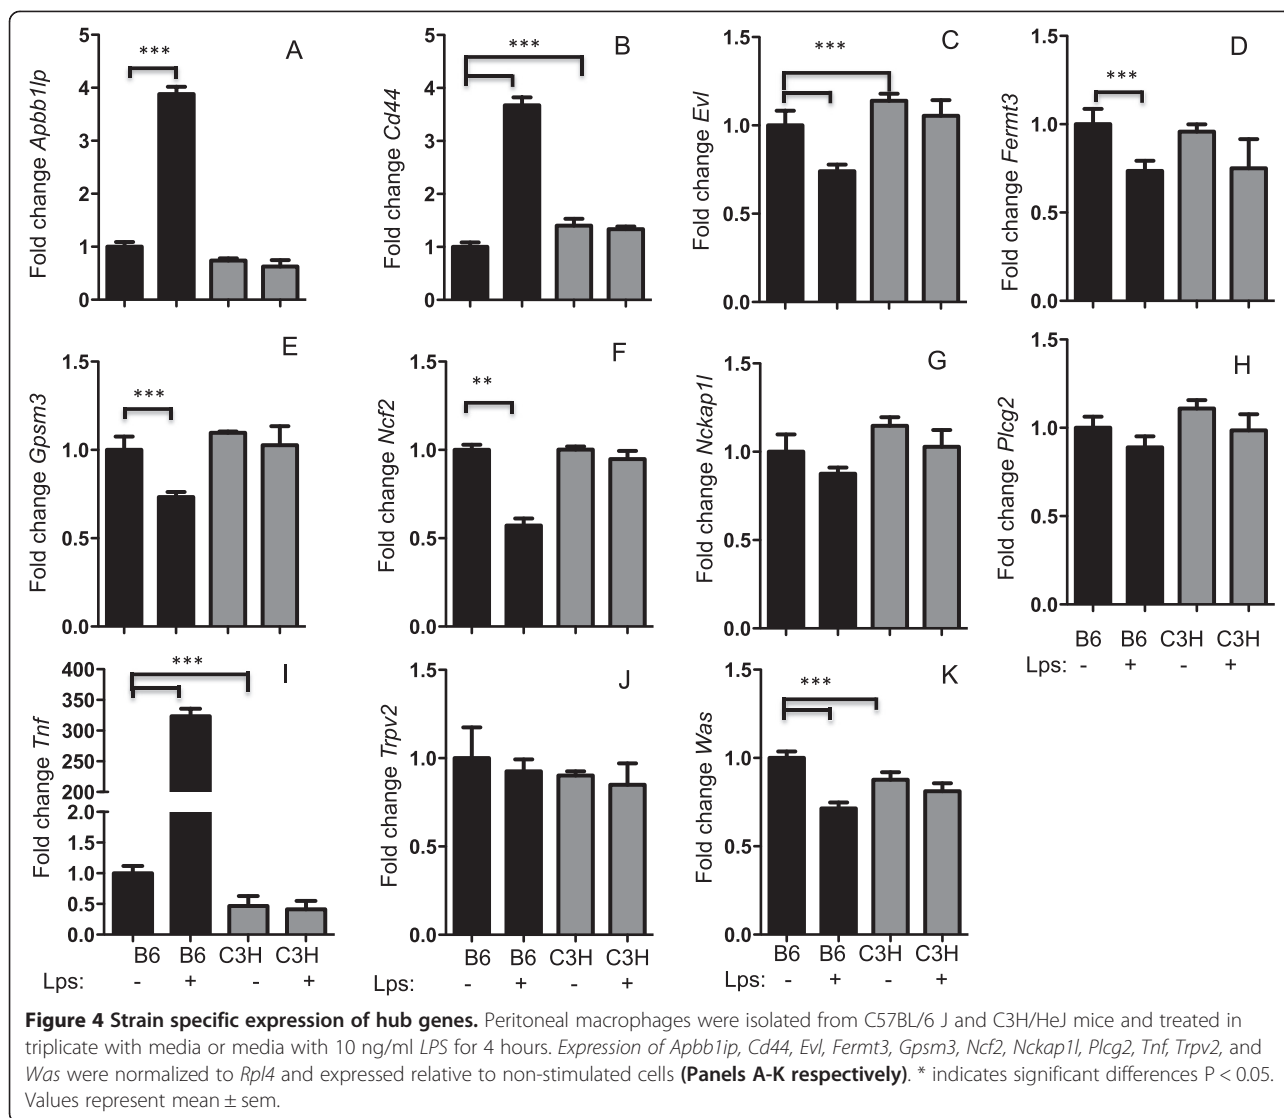 5
4
3
2
1
0
Fold change Apbb1lp
***
A
5
4
3
2
1
0
Fold change Cd44
***
B
1.5
1.0
0.5
0.0
Fold change Evl
***
C
1.5
1.0
0.5
0.0
Fold change Fermt3
***
D
1.5
1.0
0.5
0.0
Fold change Gpsm3
***
E
1.5
1.0
0.5
0.0
Fold change Ncf2
**
F
1.5
1.0
0.5
0.0
Fold change Nckap1l
G
1.5
1.0
0.5
0.0
Fold change Plcg2
H
B6 B6 C3H C3H
Lps: - + - +
400
350
300
250
200
2.0
1.5
1.0
0.5
0.0
Fold change Tnf
***
I
B6 B6 C3H C3H
Lps: - + - +
1.5
1.0
0.5
0.0
Fold change Trpv2
J
B6 B6 C3H C3H
Lps: - + - +
1.5
1.0
0.5
0.0
Fold change Was
***
K
B6 B6 C3H C3H
Lps: - + - +
Figure 4 Strain specific expression of hub genes. Peritoneal macrophages were isolated from C57BL/6 J and C3H/HeJ mice and treated in
triplicate with media or media with 10 ng/ml LPS for 4 hours. Expression of Apbb1ip, Cd44, Evl, Fermt3, Gpsm3, Ncf2, Nckap1l, Plcg2, Tnf, Trpv2, and
Was were normalized to Rpl4 and expressed relative to non-stimulated cells (Panels A-K respectively). * indicates significant differences P < 0.05.
Values represent mean ± sem.